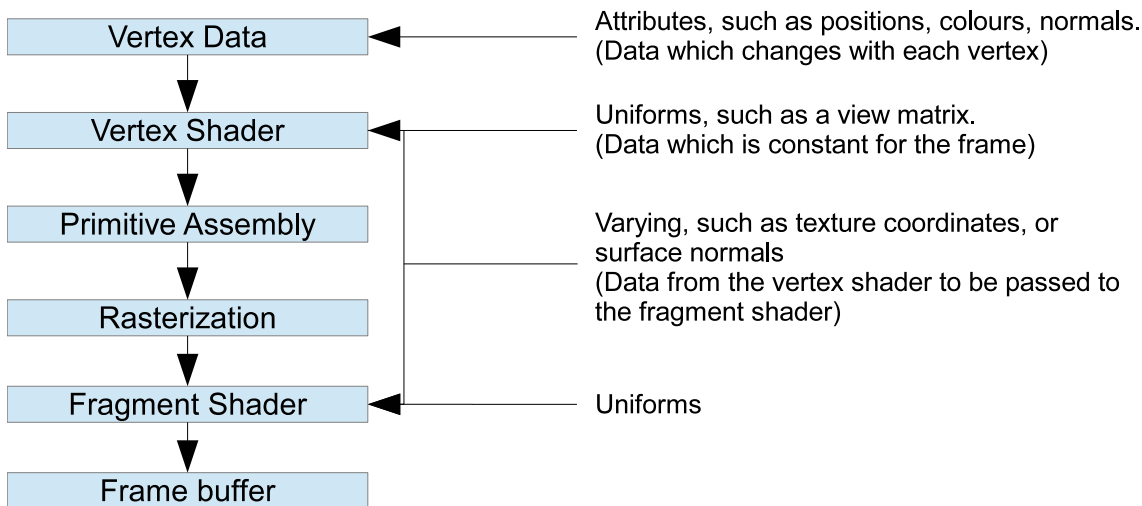 Vertex Data
Attributes, such as positions, colours, normals.
(Data which changes with each vertex)
Vertex Shader
Uniforms, such as a view matrix.
(Data which is constant for the frame)
Primitive Assembly
Varying, such as texture coordinates, or
surface normals
(Data from the vertex shader to be passed to
the fragment shader)
Rasterization
Fragment Shader
Uniforms
Frame buffer